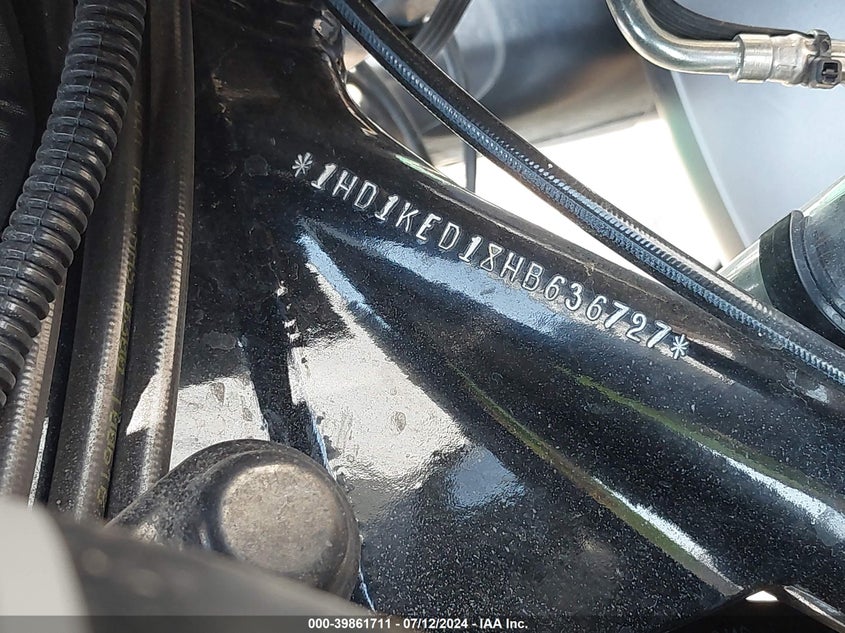 *1HD1KED18HB636727*
000-39861711 - 07/12/2024 - IAA Inc.